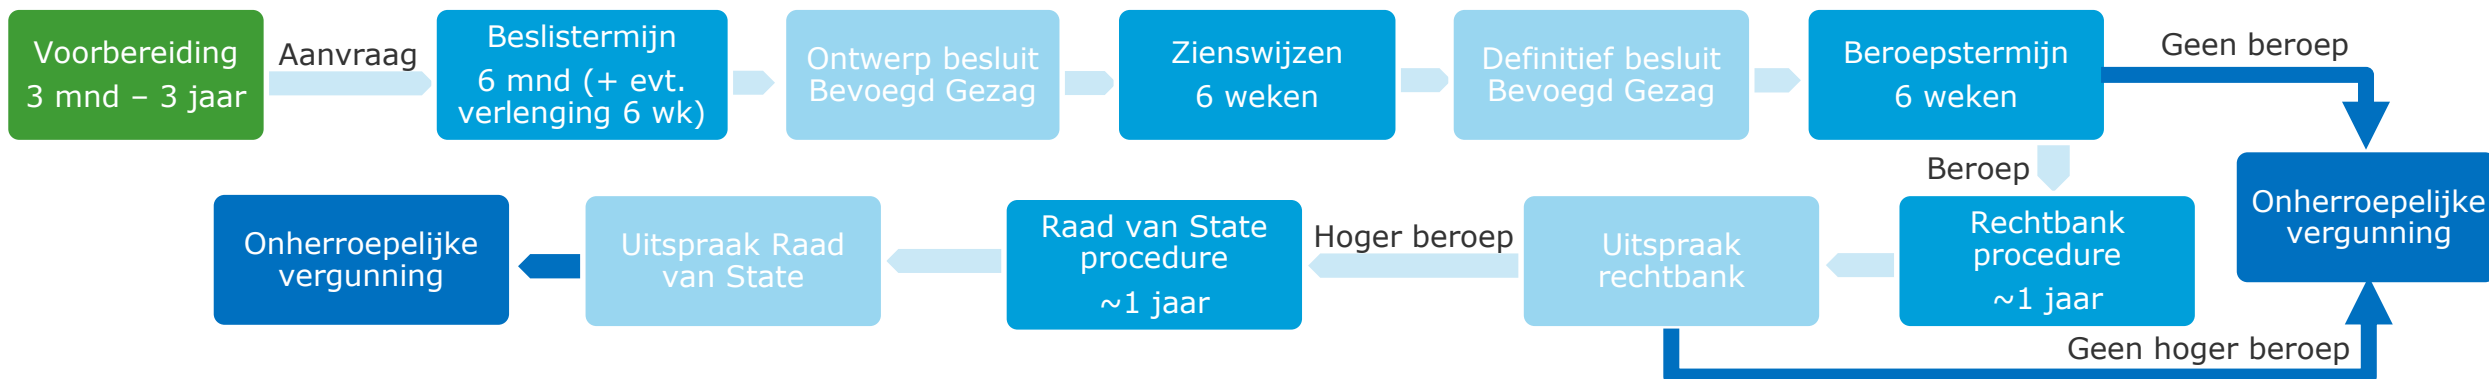 Voorbereiding
3 mnd – 3 jaar
Aanvraag
Beslistermijn
6 mnd (+ evt.
verlenging 6 wk)
Ontwerp besluit
Bevoegd Gezag
Zienswijzen
6 weken
Definitief besluit
Bevoegd Gezag
Beroepstermijn
6 weken
Geen beroep
Beroep
Onherroepelijke
vergunning
Rechtbank
procedure
~1 jaar
Uitspraak
rechtbank
Hoger beroep
Raad van State
procedure
~1 jaar
Uitspraak Raad
van State
Onherroepelijke
vergunning
Geen hoger beroep